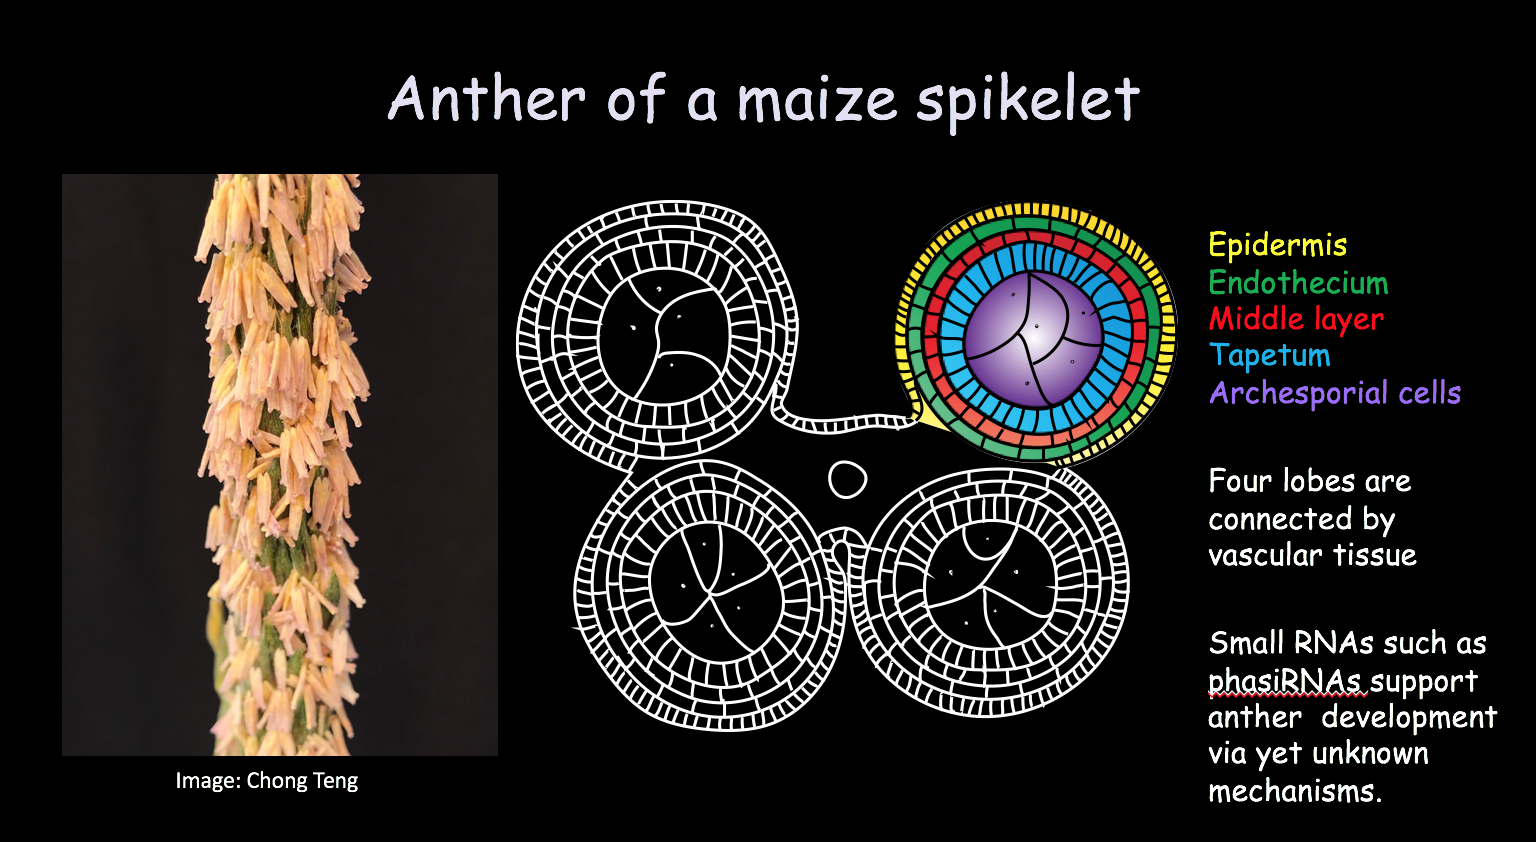 Anther of a maize spikelet
Image: Chong Teng
Epidermis
Endothecium
Middle layer
Tapetum
Archesporial cells
Four lobes are
connected by
vascular tissue
Small RNAs such as
phasiRNAs support
anther development
via yet unknown
mechanisms.